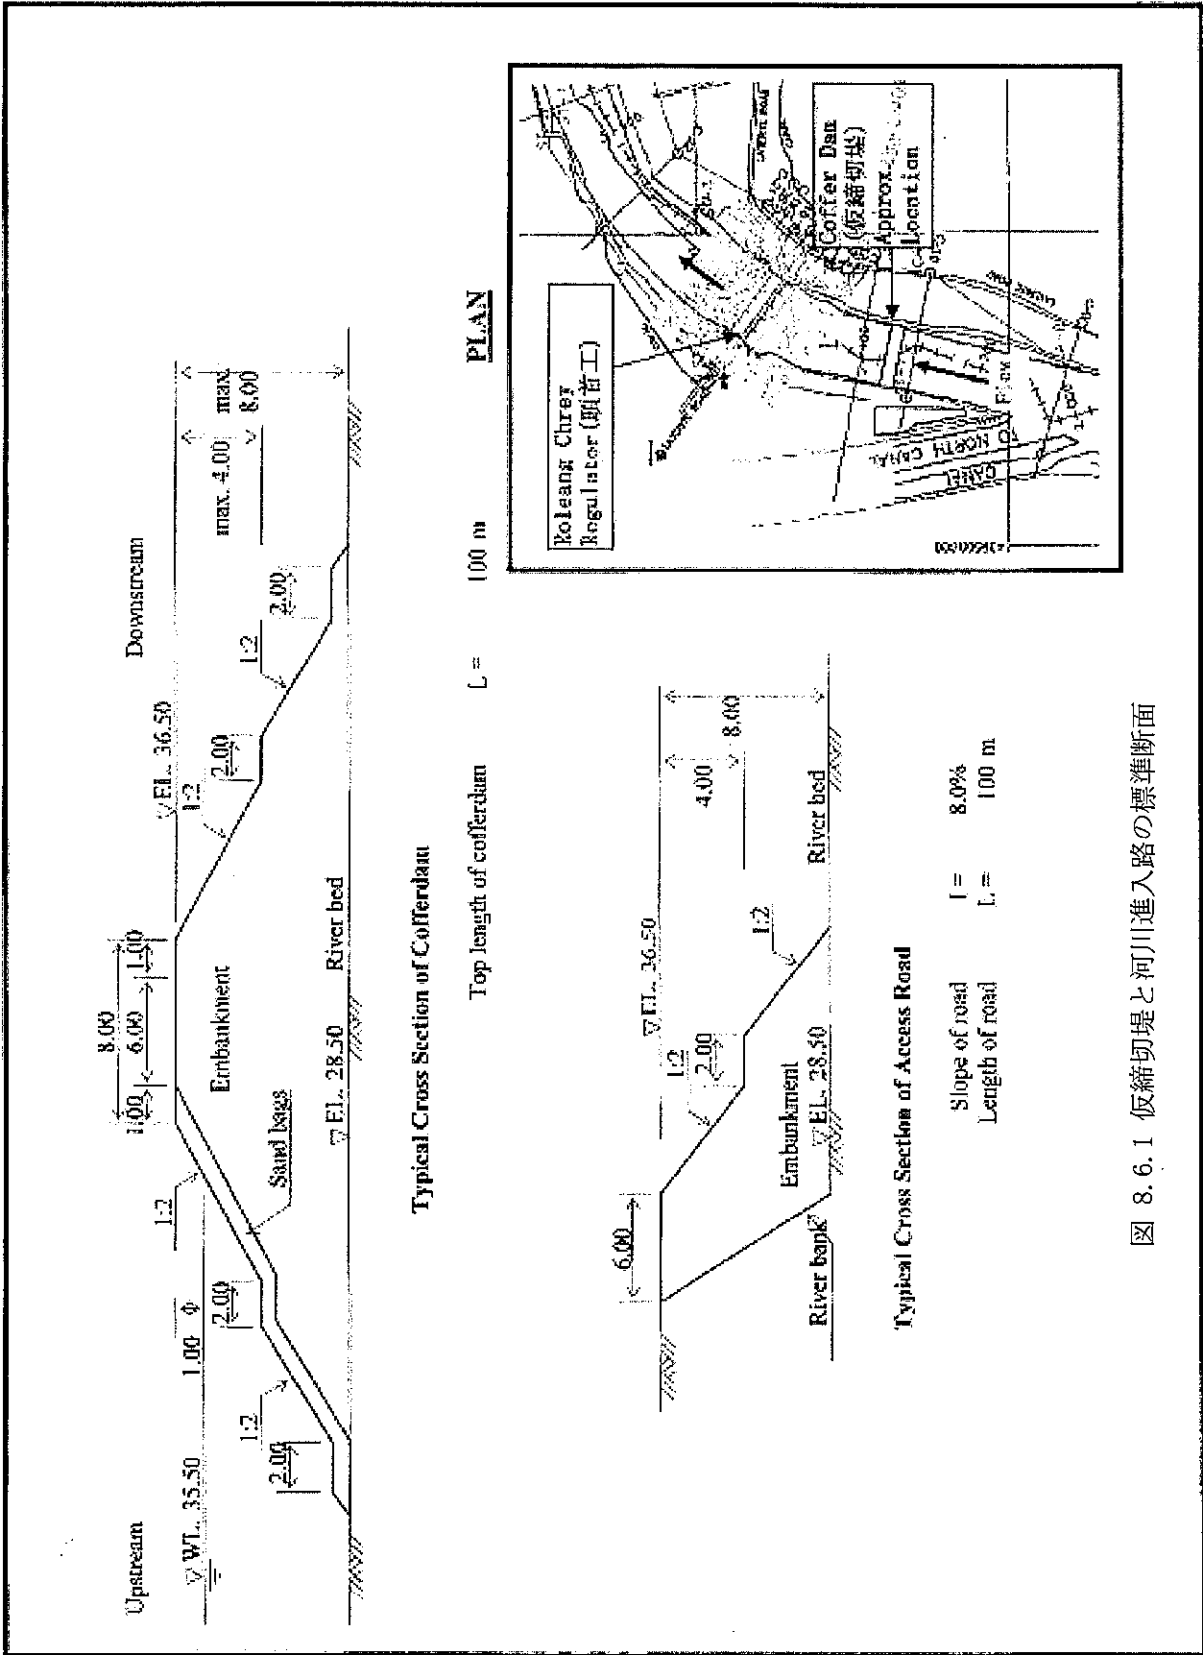 Upstream
Downstream
▽WL. 35.50
1.00
1:2
2.00
1:2
2.00
8.00
1.00
6.00
1.00
Embankment
Sand bags
▽EL. 28.50
River bed
▽EL. 36.50
1:2
2.00
1:2
2.00
max. 4.00
max.
8.00
Typical Cross Section of Cofferdam
Top length of cofferdam L = 100 m
6.00
1:2
2.00
1:2
▽EL. 36.50
4.00
8.00
Embankment
▽EL. 28.50
River bank
River bed
Typical Cross Section of Access Road
Slope of road I = 8.0%
Length of road L = 100 m
PLAN
Koleang Chrey
Regulator (頭首工)
Coffer Dam
(仮締切堤)
Approx.
Location
TO NORTH CANAL
CANAL
図 8.6.1 仮締切堤と河川進入路の標準断面